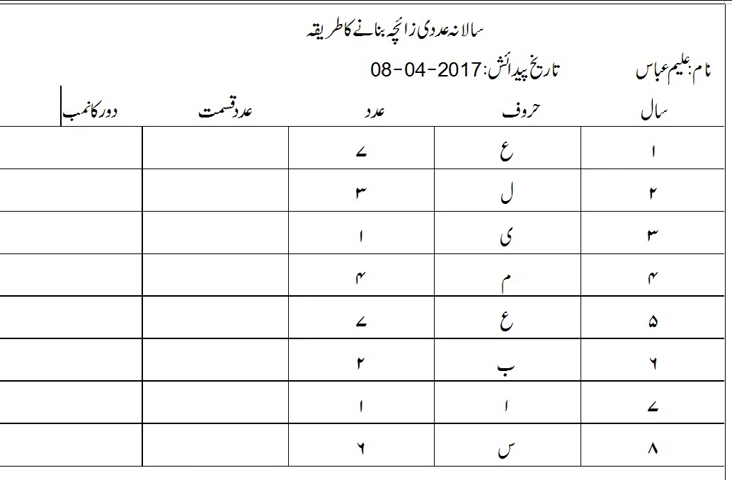 سالانہ عددی زائچہ بنانے کا طریقہ
نام: علیم عباس تاریخ پیدائش: 2017-04-08
سال حروف عدد عدد قسمت دور کا نمب
۱ ع ۷
۲ ل ۳
۳ ی ۱
۴ م ۴
۵ ع ۷
۶ ب ۲
۷ ا ۱
۸ س ۶